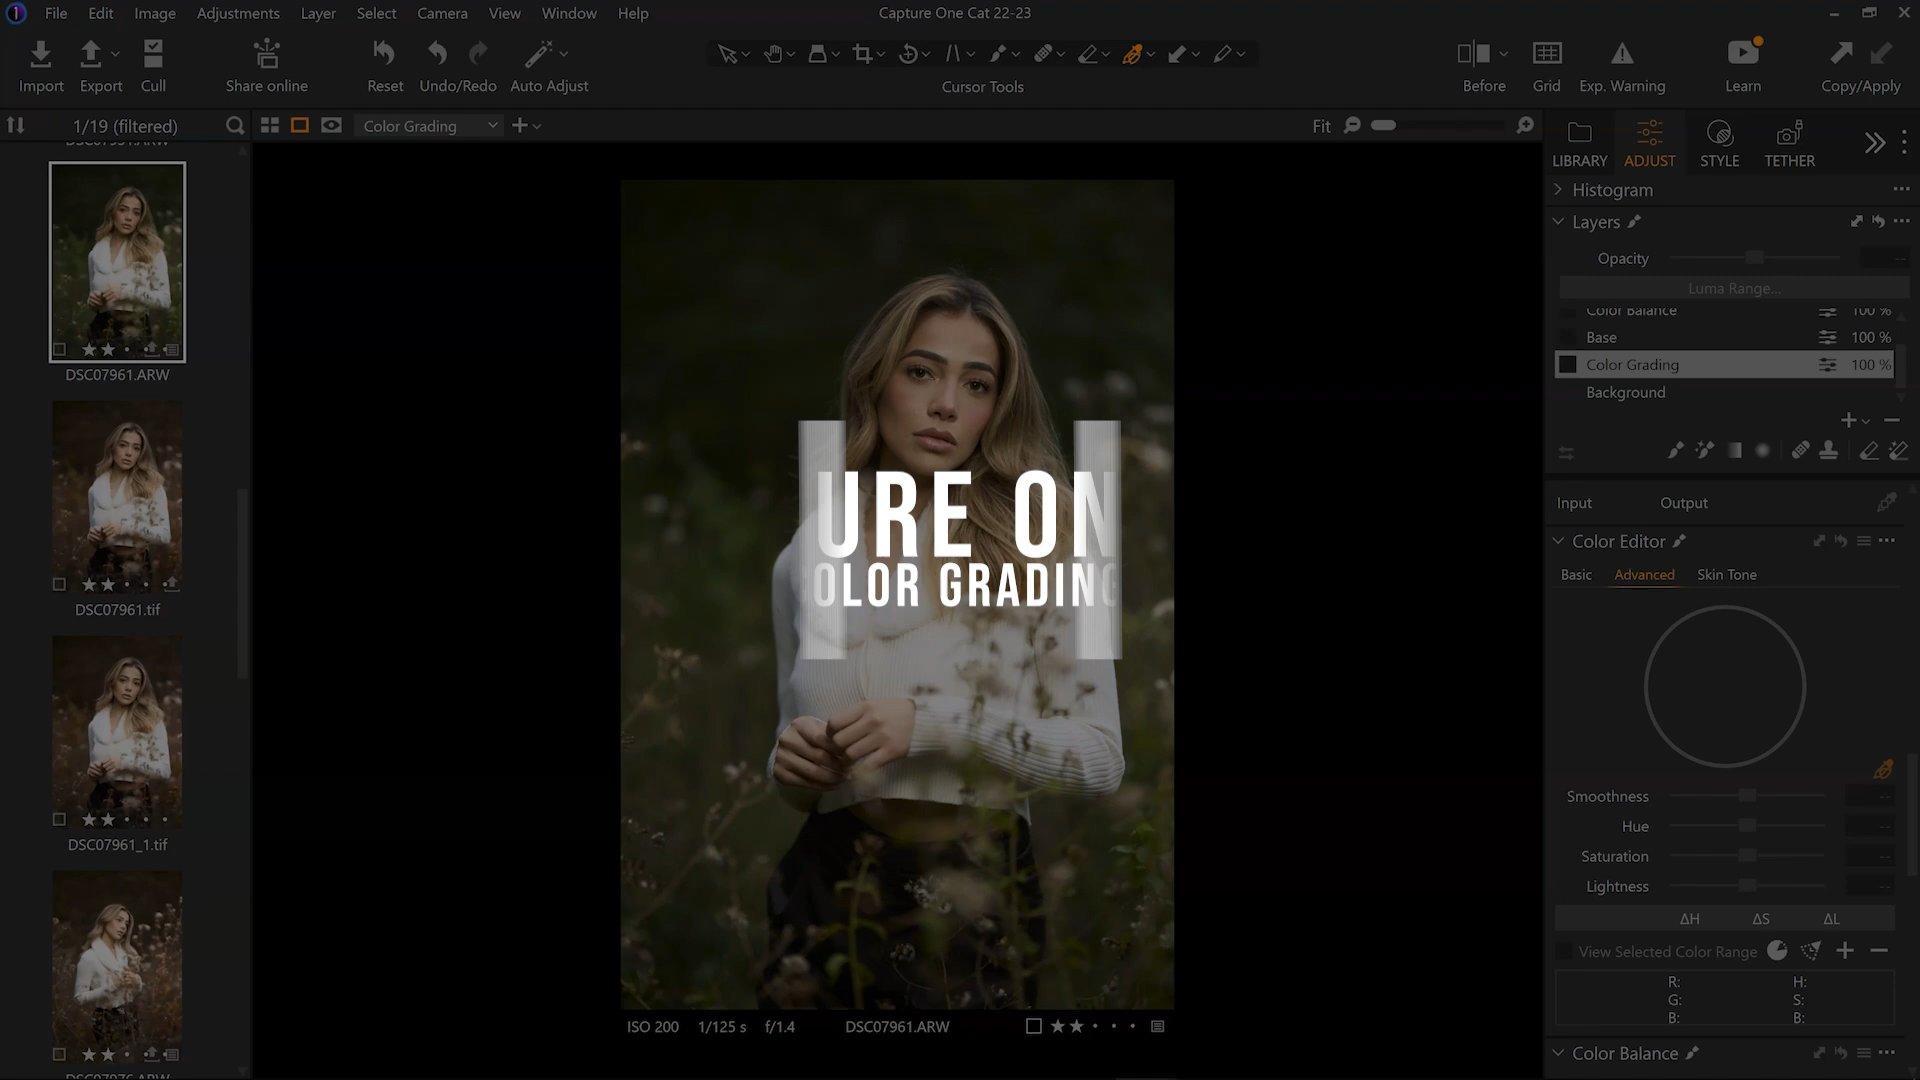 File Edit Image Adjustments Layer Select Camera View Window Help
Capture One Cat 22-23
Import Export Cull Share online Reset Undo/Redo Auto Adjust Cursor Tools Before Grid Exp. Warning Learn Copy/Apply
1/19 (filtered)
Color Grading
Fit
LIBRARY ADJUST STYLE TETHER
Histogram
Layers
Opacity --
Luma Range...
Color Balance 100 %
Base 100 %
Color Grading 100 %
Background
Input Output
Color Editor
Basic Advanced Skin Tone
Smoothness --
Hue --
Saturation --
Lightness --
ΔH ΔS ΔL
View Selected Color Range
R: H:
G: S:
B: B:
Color Balance
DSC07961.ARW
DSC07961.tif
DSC07961_1.tif
URE ON
OLOR GRADING
ISO 200 1/125 s f/1.4 DSC07961.ARW